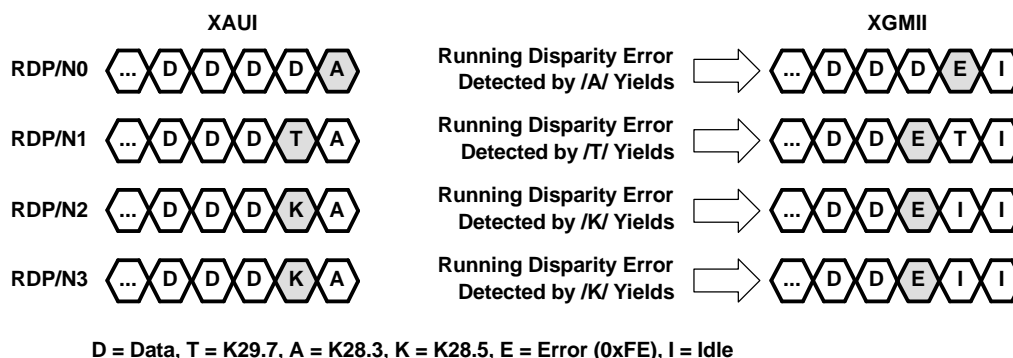 XAUI XGMII
RDP/N0 ... D D D D A Running Disparity Error Detected by /A/ Yields ... D D D E I
RDP/N1 ... D D D T A Running Disparity Error Detected by /T/ Yields ... D D E T I
RDP/N2 ... D D D K A Running Disparity Error Detected by /K/ Yields ... D D E I I
RDP/N3 ... D D D K A Running Disparity Error Detected by /K/ Yields ... D D E I I
D = Data, T = K29.7, A = K28.3, K = K28.5, E = Error (0xFE), I = Idle